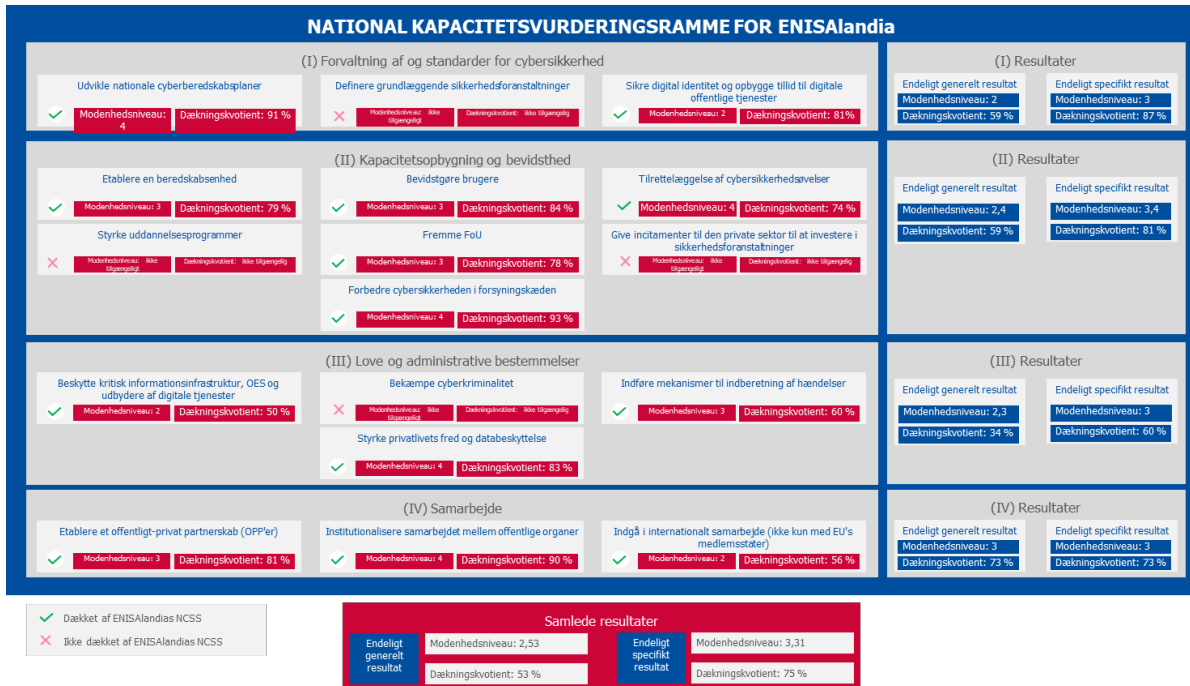 NATIONAL KAPACITETSVURDERINGSRAMME FOR ENISAlandia
(I) Forvaltning af og standarder for cybersikkerhed
Udvikle nationale cyberberedskabsplaner
Modenhedsniveau:
4
Dækningskvotient: 91 %
Definere grundlæggende sikkerhedsforanstaltninger
Modenhedsniveau: ikke
tilgængeligt
Dækningskvotient: ikke tilgængelig
Sikre digital identitet og opbygge tillid til digitale
offentlige tjenester
Modenhedsniveau: 2
Dækningskvotient: 81%
(I) Resultater
Endeligt generelt resultat
Modenhedsniveau: 2
Dækningskvotient: 59 %
Endeligt specifikt resultat
Modenhedsniveau: 3
Dækningskvotient: 87 %
(II) Kapacitetsopbygning og bevidsthed
Etablere en beredskabsenhed
Modenhedsniveau: 3
Dækningskvotient: 79 %
Bevidstgøre brugere
Modenhedsniveau: 3
Dækningskvotient: 84 %
Tilrettelæggelse af cybersikkerhedsøvelser
Modenhedsniveau: 4
Dækningskvotient: 74 %
Styrke uddannelsesprogrammer
Modenhedsniveau: ikke
tilgængeligt
Dækningskvotient: ikke tilgængelig
Fremme FoU
Modenhedsniveau: 3
Dækningskvotient: 78 %
Give incitamenter til den private sektor til at investere i
sikkerhedsforanstaltninger
Modenhedsniveau: ikke
tilgængeligt
Dækningskvotient: ikke tilgængelig
Forbedre cybersikkerheden i forsyningskæden
Modenhedsniveau: 4
Dækningskvotient: 93 %
(II) Resultater
Endeligt generelt resultat
Modenhedsniveau: 2,4
Dækningskvotient: 59 %
Endeligt specifikt resultat
Modenhedsniveau: 3,4
Dækningskvotient: 81 %
(III) Love og administrative bestemmelser
Beskytte kritisk informationsinfrastruktur, OES og
udbydere af digitale tjenester
Modenhedsniveau: 2
Dækningskvotient: 50 %
Bekæmpe cyberkriminalitet
Modenhedsniveau: ikke
tilgængeligt
Dækningskvotient: ikke tilgængelig
Indføre mekanismer til indberetning af hændelser
Modenhedsniveau: 3
Dækningskvotient: 60 %
Styrke privatlivets fred og databeskyttelse
Modenhedsniveau: 4
Dækningskvotient: 83 %
(III) Resultater
Endeligt generelt resultat
Modenhedsniveau: 2,3
Dækningskvotient: 34 %
Endeligt specifikt resultat
Modenhedsniveau: 3
Dækningskvotient: 60 %
(IV) Samarbejde
Etablere et offentligt-privat partnerskab (OPP'er)
Modenhedsniveau: 3
Dækningskvotient: 81 %
Institutionalisere samarbejdet mellem offentlige organer
Modenhedsniveau: 4
Dækningskvotient: 90 %
Indgå i internationalt samarbejde (ikke kun med EU's
medlemsstater)
Modenhedsniveau: 2
Dækningskvotient: 56 %
(IV) Resultater
Endeligt generelt resultat
Modenhedsniveau: 3
Dækningskvotient: 73 %
Endeligt specifikt resultat
Modenhedsniveau: 3
Dækningskvotient: 73 %
Dækket af ENISAlandias NCSS
Ikke dækket af ENISAlandias NCSS
Samlede resultater
Endeligt
generelt
resultat
Modenhedsniveau: 2,53
Dækningskvotient: 53 %
Endeligt
specifikt
resultat
Modenhedsniveau: 3,31
Dækningskvotient: 75 %